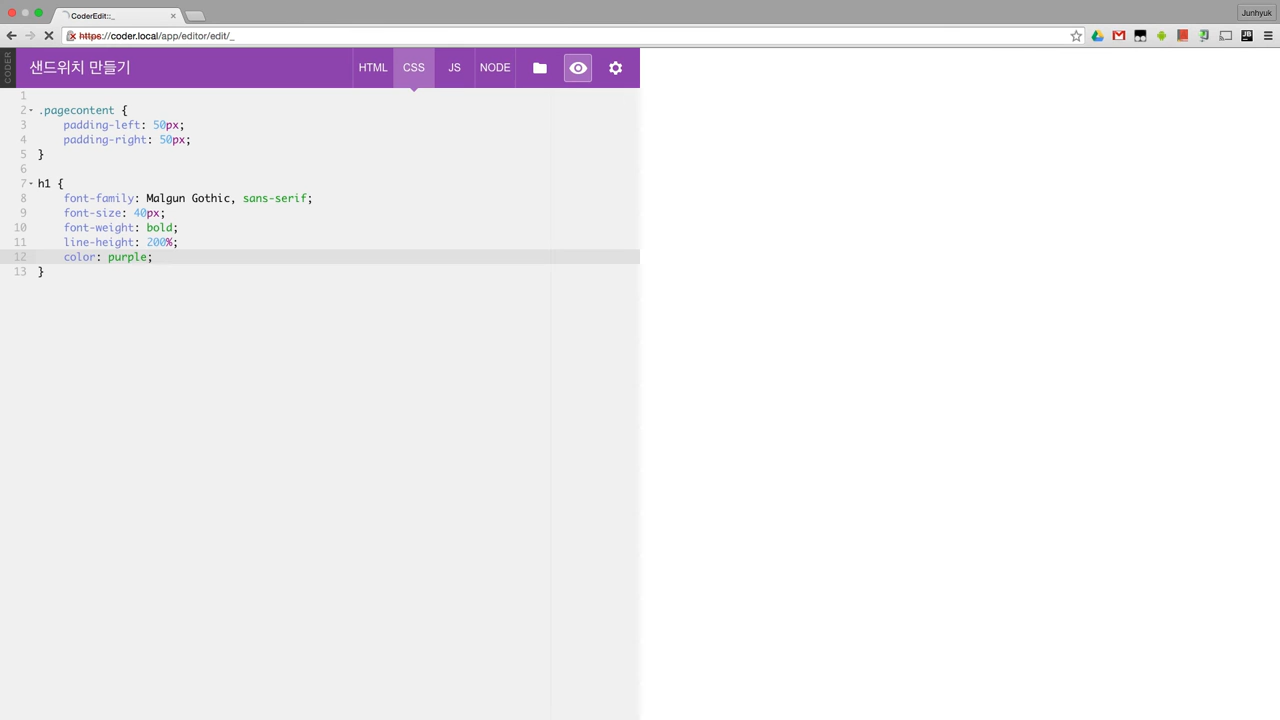 CoderEdit::_
Junhyuk
https://coder.local/app/editor/edit/_
CODER
샌드위치 만들기
HTML
CSS
JS
NODE
1
2 .pagecontent {
3 padding-left: 50px;
4 padding-right: 50px;
5 }
6
7 h1 {
8 font-family: Malgun Gothic, sans-serif;
9 font-size: 40px;
10 font-weight: bold;
11 line-height: 200%;
12 color: purple;
13 }